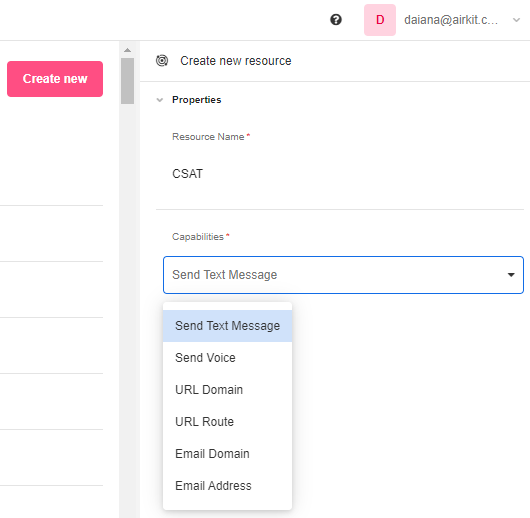 ? D daiana@airkit.c...
Create new
Create new resource
Properties
Resource Name *
CSAT
Capabilities *
Send Text Message
Send Text Message
Send Voice
URL Domain
URL Route
Email Domain
Email Address